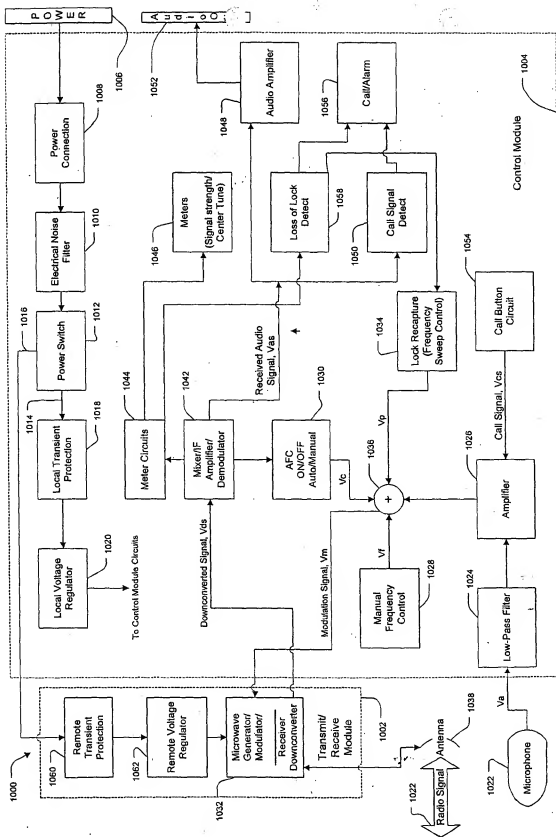 1000
Remote
Transient
Protection
1060
Remote Voltage
Regulator
1062
Microwave
Generator/
Modulator/
Receiver
Downconverter
1032
Transmit/
Receive
Module
1002
Antenna
1038
Radio Signal
1022
Microphone
1022
Va
POWER
1006
Power
Connection
1008
Electrical Noise
Filter
1010
Power Switch
1012
1016
1014
Local Transient
Protection
1018
Local Voltage
Regulator
1020
To Control Module Circuits
Audio
1052
Audio Amplifier
1048
Call/Alarm
1056
Meters
(Signal strength/
Center Tune)
1046
Loss of Lock
Detect
1058
Call Signal
Detect
1050
Meter Circuits
1044
Mixer/IF
Amplifier/
Demodulator
1042
Received Audio
Signal, Vas
Downconverted Signal, Vds
AFC
ON/OFF
Auto/Manual
1030
Vc
Lock Recapture
(Frequency
Sweep Control)
1034
Vp
+
1036
Modulation Signal, Vm
Vf
Manual
Frequency
Control
1028
Call Button
Circuit
1054
Call Signal, Vcs
Amplifier
1026
Low-Pass Filter
1024
Control Module
1004